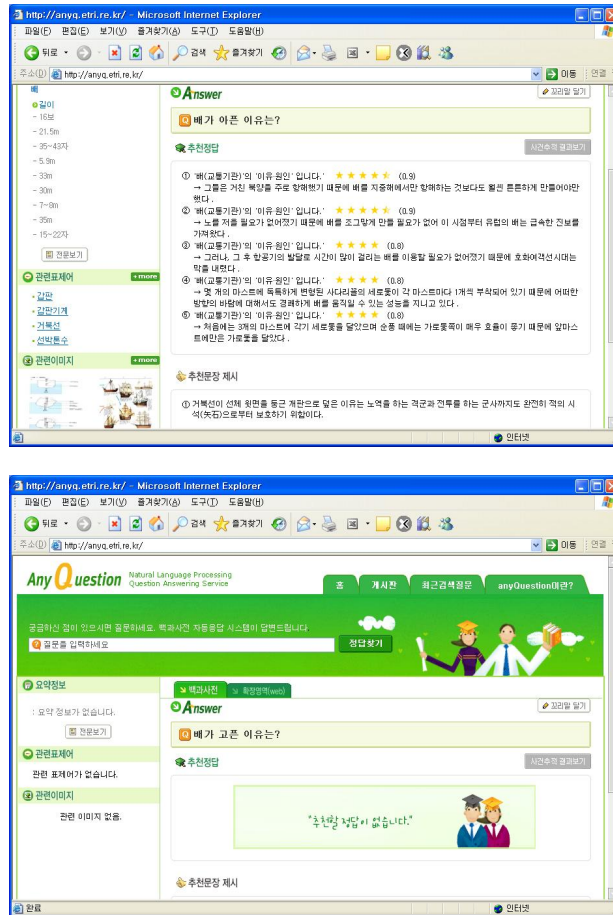 http://anyq.etri.re.kr/ - Microsoft Internet Explorer
파일(F) 편집(E) 보기(V) 즐겨찾기(A) 도구(T) 도움말(H)
뒤로 검색 즐겨찾기
주소(D) http://anyq.etri.re.kr/ 이동 연결
배
길이
- 16보
- 21.5m
- 35~43자
- 5.9m
- 33m
- 30m
- 7~8m
- 35m
- 15~22자
전문보기
관련표제어 +more
갑판
갑판기계
거북선
선박톤수
관련이미지 +more
Answer 꼬리말 달기
Q 배가 아픈 이유는?
추천정답 사건추적 결과보기
① '배(교통기관)'의 '이유·원인' 입니다.' (0.9)
→ 그들은 거친 북양을 주로 항해했기 때문에 배를 지중해에서만 항해하는 것보다도 훨씬 튼튼하게 만들어야만
했다.
② '배(교통기관)'의 '이유·원인' 입니다.' (0.9)
→ 노를 저을 필요가 없어졌기 때문에 배를 조그맣게 만들 필요가 없어 이 시점부터 유럽의 배는 급속한 진보를
가져왔다.
③ '배(교통기관)'의 '이유·원인' 입니다.' (0.8)
→ 그러나, 그 후 항공기의 발달로 시간이 많이 걸리는 배를 이용할 필요가 없어졌기 때문에 호화여객선시대는
막을 내렸다.
④ '배(교통기관)'의 '이유·원인' 입니다.' (0.8)
→ 몇 개의 마스트에 독특하게 변형된 사다리꼴의 세로돛이 각 마스트마다 1개씩 부착되어 있기 때문에 어떠한
방향의 바람에 대해서도 경쾌하게 배를 움직일 수 있는 성능을 지니고 있다.
⑤ '배(교통기관)'의 '이유·원인' 입니다.' (0.8)
→ 처음에는 3개의 마스트에 각기 세로돛을 달았으며 순풍 때에는 가로돛쪽이 매우 효율이 좋기 때문에 앞마스
트에만은 가로돛을 달았다.
추천문장 제시
① 거북선이 선체 윗면을 둥근 개판으로 덮은 이유는 노역을 하는 격군과 전투를 하는 군사까지도 완전히 적의 시
석(矢石)으로부터 보호하기 위함이다.
인터넷
http://anyq.etri.re.kr/ - Microsoft Internet Explorer
파일(F) 편집(E) 보기(V) 즐겨찾기(A) 도구(T) 도움말(H)
뒤로 검색 즐겨찾기
주소(D) http://anyq.etri.re.kr/ 이동 연결
Any Question Natural Language Processing
Question Answering Service
홈 게시판 최근검색질문 anyQuestion이란?
궁금하신 점이 있으시면 질문하세요. 백과사전 자동응답 시스템이 답변드립니다.
Q 질문을 입력하세요 정답찾기
요약정보
: 요약 정보가 없습니다.
전문보기
관련표제어
관련 표제어가 없습니다.
관련이미지
관련 이미지 없음.
백과사전 확장영역(web)
Answer 꼬리말 달기
Q 배가 고픈 이유는?
추천정답 사건추적 결과보기
"추천할 정답이 없습니다."
추천문장 제시
완료 인터넷